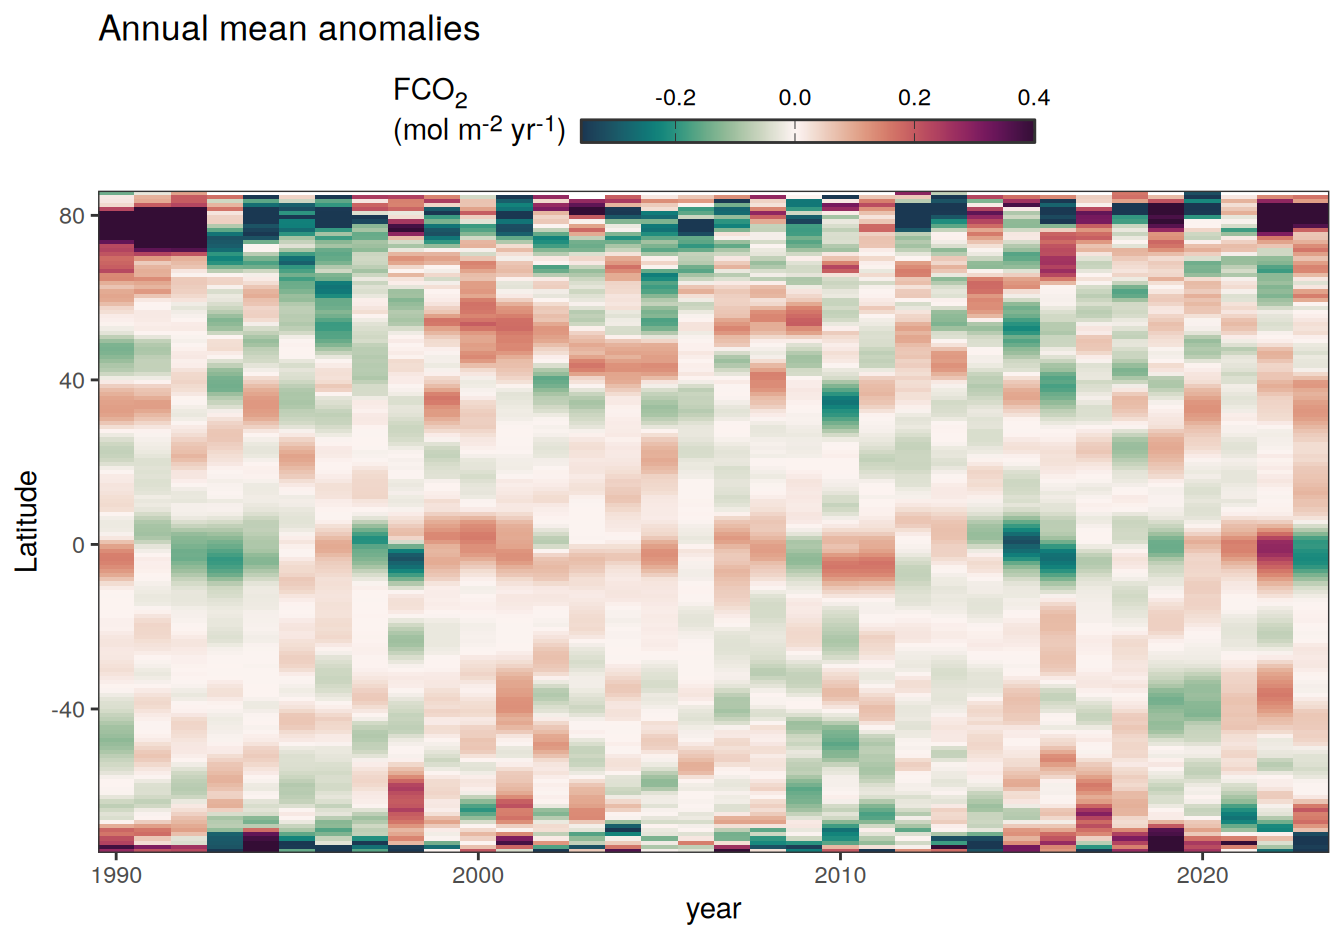 Annual mean anomalies
FCO₂
(mol m⁻² yr⁻¹)
-0.2 0.0 0.2 0.4
Latitude
80
40
0
-40
1990 2000 2010 2020
year